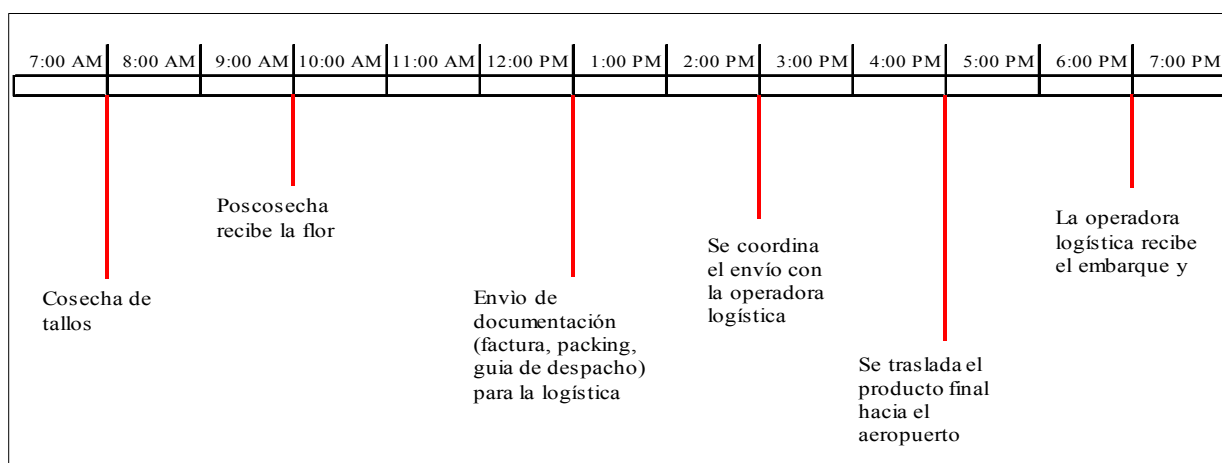 7:00 AM 8:00 AM 9:00 AM 10:00 AM 11:00 AM 12:00 PM 1:00 PM 2:00 PM 3:00 PM 4:00 PM 5:00 PM 6:00 PM 7:00 PM
Cosecha de
tallos
Poscosecha
recibe la flor
Envìo de
documentación
(factura, packing,
guia de despacho)
para la logística
Se coordina
el envío con
la operadora
logística
Se traslada el
producto final
hacia el
aeropuerto
La operadora
logística recibe
el embarque y